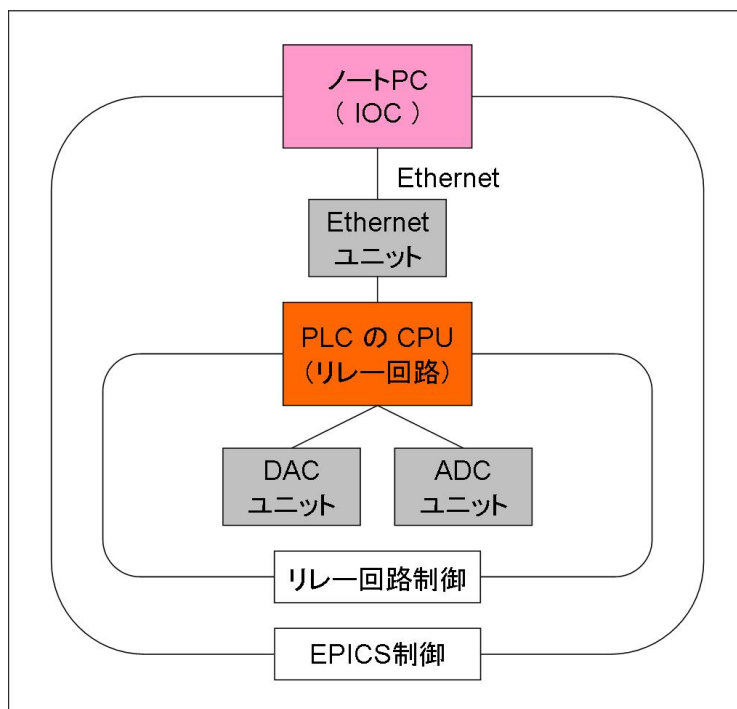 ノートPC
( IOC )
Ethernet
Ethernet
ユニット
PLC の CPU
(リレー回路)
DAC
ユニット
ADC
ユニット
リレー回路制御
EPICS制御